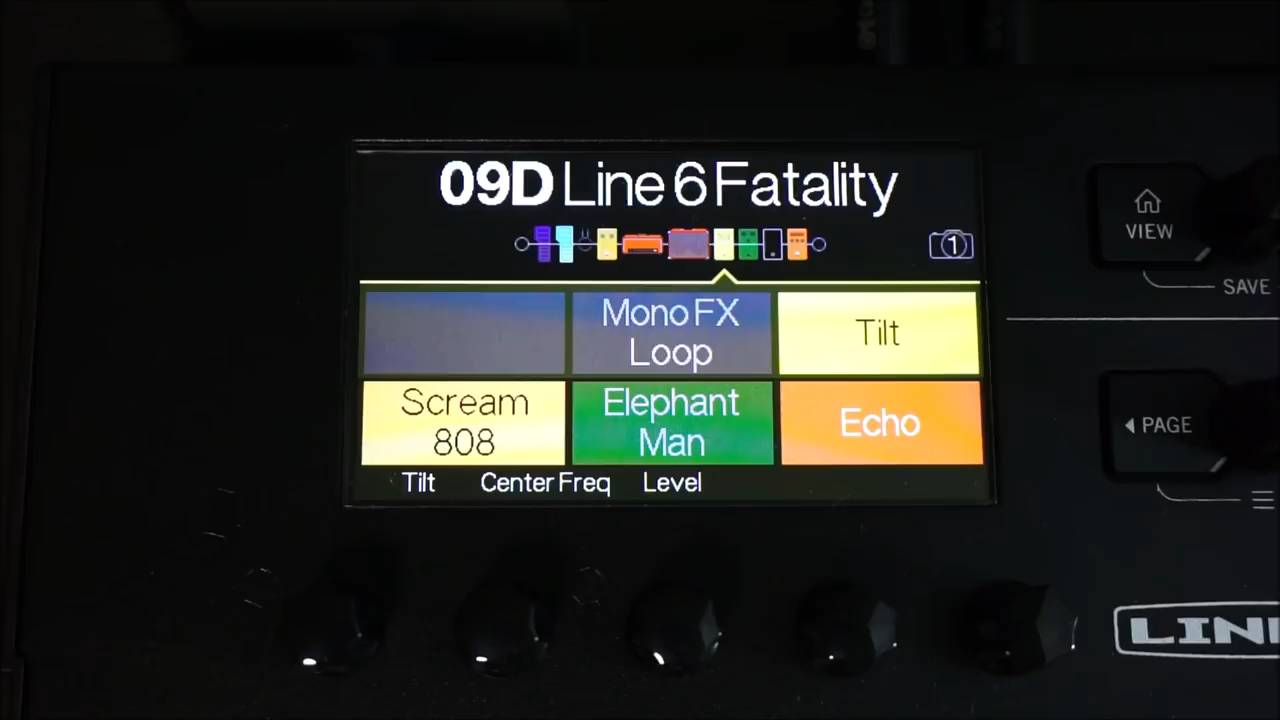 09D Line 6 Fatality
1
Mono FX
Loop
Tilt
Scream
808
Elephant
Man
Echo
Tilt Center Freq Level
VIEW
SAVE
PAGE